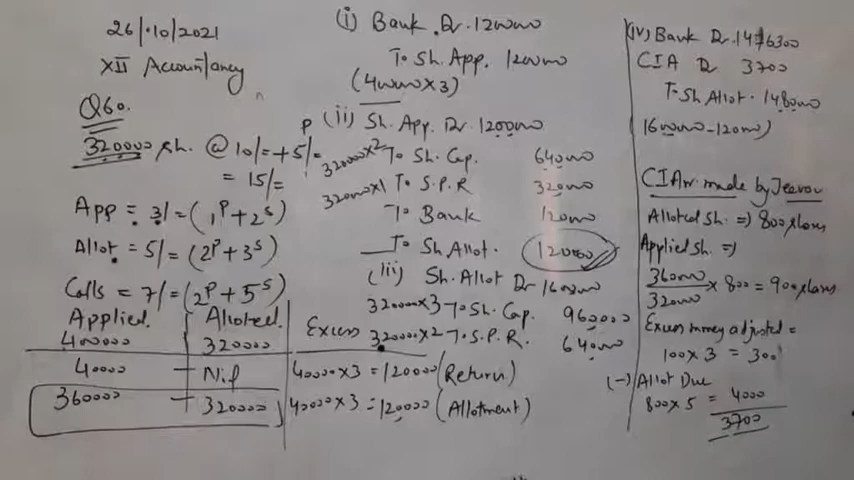 26/10/2021
XII Accountancy
Q60.
320000 sh. @ 10/= + 5/=
= 15/=
App = 3/= (1P + 2S)
Allot = 5/= (2P + 3S)
Calls = 7/= (2P + 5S)
Applied. Allotted.
400000 320000
40000 - Nil
360000 - 320000
(i) Bank Dr. 1200000
To Sh. App. 1200000
(400000 x 3)
(ii) Sh. App. Dr. 1200000
320000x2 To Sh. Cap. 640000
320000x1 To S.P.R 320000
To Bank 120000
To Sh. Allot. 120000
(iii) Sh. Allot Dr 1600000
320000x3 To Sh. Cap. 960000
320000x2 To S.P.R. 640000
Excess
40000 x 3 = 120000 (Return)
40000 x 3 = 120000 (Allotment)
(iv) Bank Dr. 1476300
CIA Dr 3700
To Sh Allot. 1480000
(1600000-120000)
CIArr made by Jeevan
Allotted Sh. => 800 shares
Applied Sh. =>
360000/320000 x 800 = 900 shares
Excess money adjusted =
100 x 3 = 300
(-) Allot Due
800 x 5 = 4000
3700